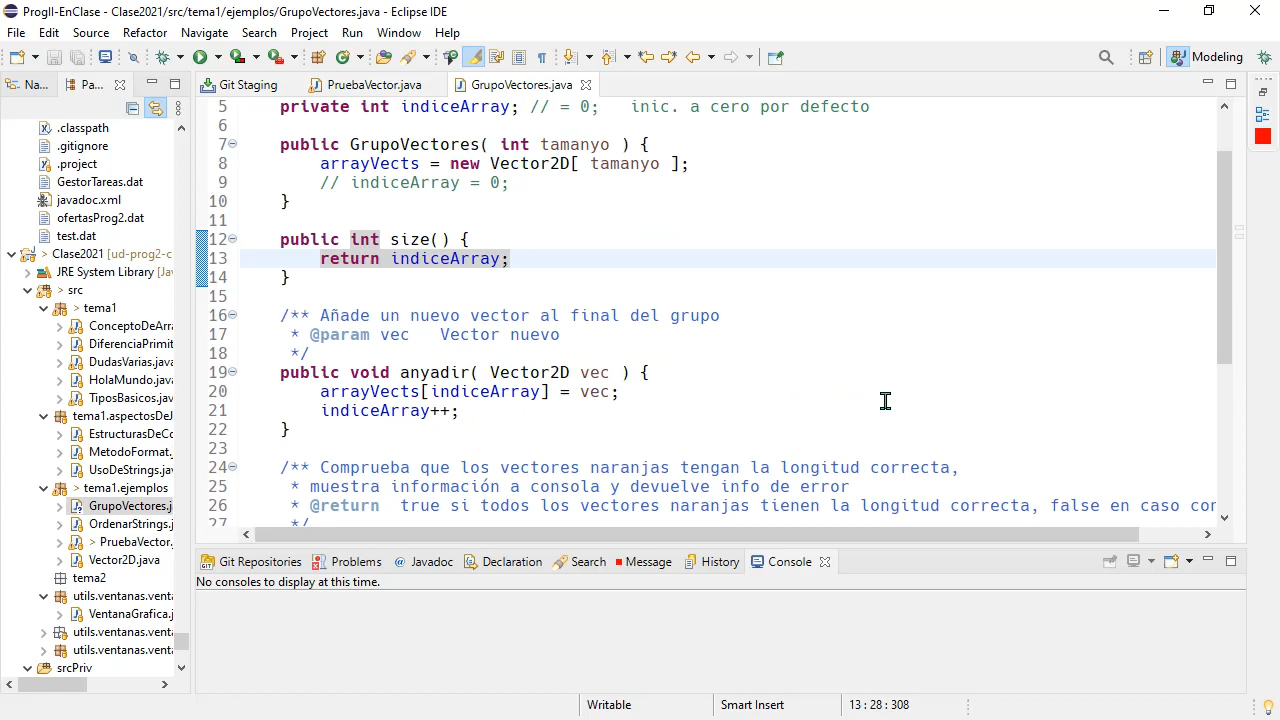 ProgII-EnClase - Clase2021/src/tema1/ejemplos/GrupoVectores.java - Eclipse IDE
File Edit Source Refactor Navigate Search Project Run Window Help
Modeling
Na... Pa... Git Staging PruebaVector.java GrupoVectores.java
.classpath
.gitignore
.project
GestorTareas.dat
javadoc.xml
ofertasProg2.dat
test.dat
Clase2021 [ud-prog2-c
JRE System Library [Ja
> src
> tema1
ConceptoDeArra
DiferenciaPrimit
DudasVarias.java
HolaMundo.java
TiposBasicos.jav
tema1.aspectosDeJ
EstructurasDeCo
MetodoFormat.
UsoDeStrings.jav
> tema1.ejemplos
GrupoVectores.j
OrdenarStrings.j
> PruebaVector.
Vector2D.java
tema2
utils.ventanas.vent
VentanaGrafica.j
utils.ventanas.vent
utils.ventanas.vent
srcPriv
5 private int indiceArray; // = 0; inic. a cero por defecto
6
7 public GrupoVectores( int tamanyo ) {
8 arrayVects = new Vector2D[ tamanyo ];
9 // indiceArray = 0;
10 }
11
12 public int size() {
13 return indiceArray;
14 }
15
16 /** Añade un nuevo vector al final del grupo
17 * @param vec Vector nuevo
18 */
19 public void anyadir( Vector2D vec ) {
20 arrayVects[indiceArray] = vec;
21 indiceArray++;
22 }
23
24 /** Comprueba que los vectores naranjas tengan la longitud correcta,
25 * muestra información a consola y devuelve info de error
26 * @return true si todos los vectores naranjas tienen la longitud correcta, false en caso cor
27 */
Git Repositories Problems @ Javadoc Declaration Search Message History Console
No consoles to display at this time.
Writable Smart Insert 13 : 28 : 308